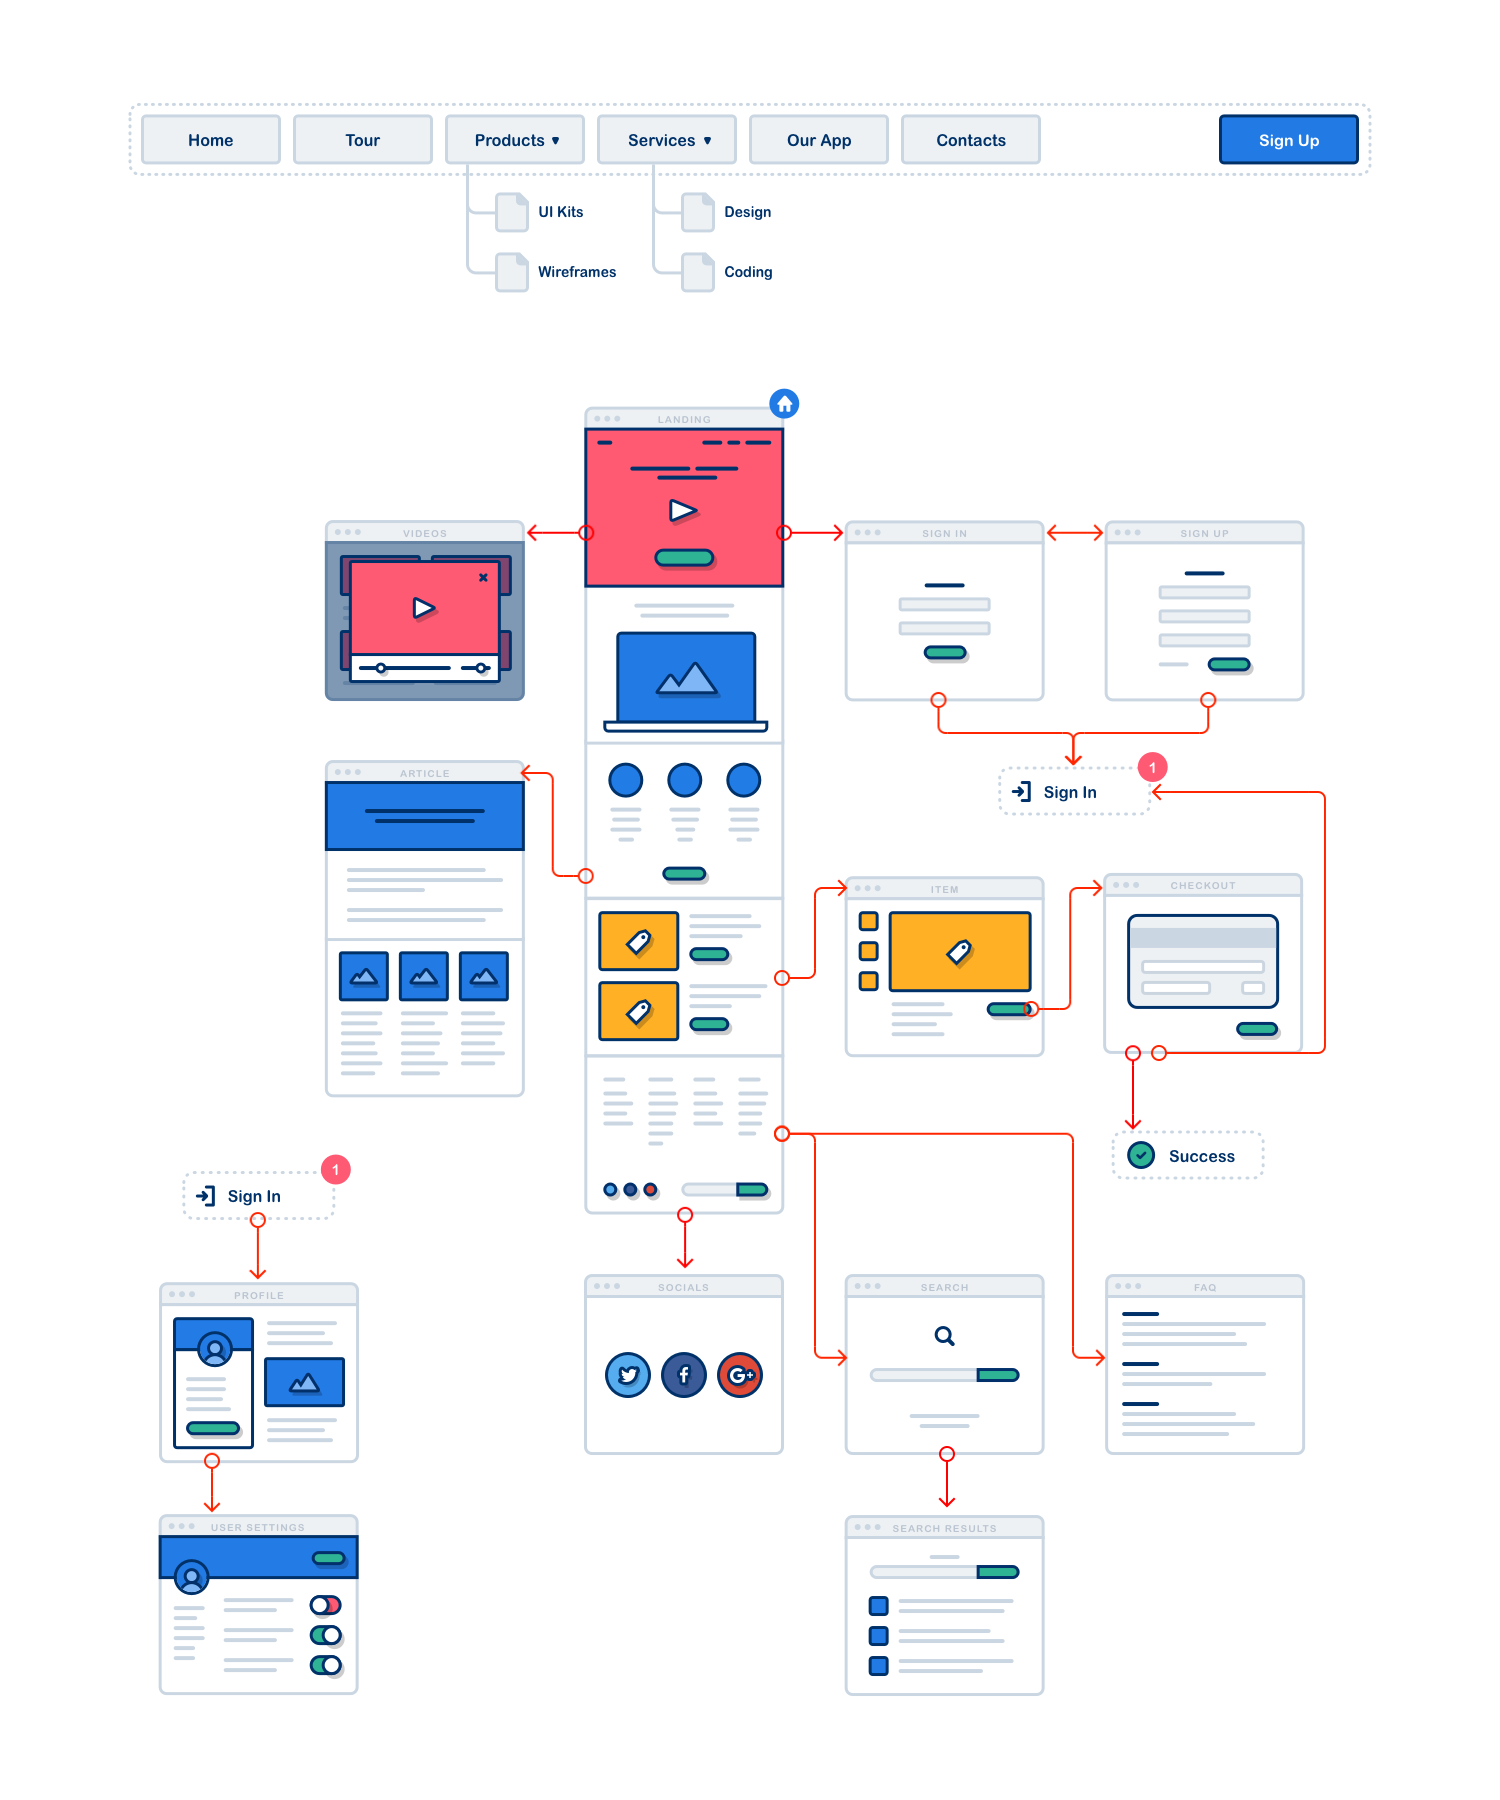 Home
Tour
Products
Services
Our App
Contacts
Sign Up
UI Kits
Design
Wireframes
Coding
LANDING
VIDEOS
SIGN IN
SIGN UP
1
Sign In
ARTICLE
ITEM
CHECKOUT
Success
1
Sign In
PROFILE
SOCIALS
SEARCH
FAQ
f
G+
USER SETTINGS
SEARCH RESULTS